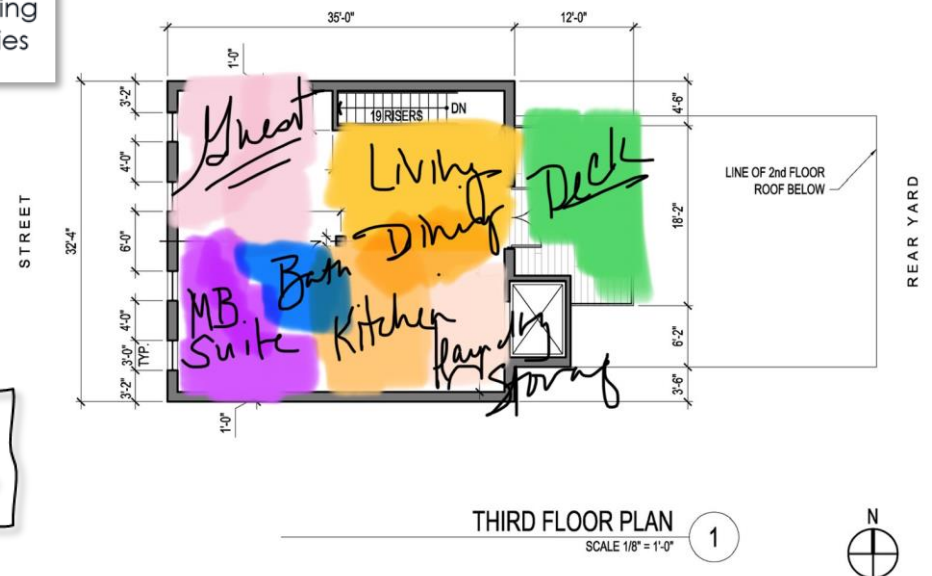 ing
ies
35'-0"
12'-0"
1'-0"
3'-2"
4'-0"
6'-0"
4'-0"
3'-0"
TYP.
3'-2"
32'-4"
STREET
1'-0"
19 RISERS
DN
Guest
Living
Dining
Deck
Bath
MB.
Suite
Kitchen
Storag
4'-6"
18'-2"
6'-2"
3'-6"
LINE OF 2nd FLOOR
ROOF BELOW
REAR YARD
THIRD FLOOR PLAN
SCALE 1/8" = 1'-0"
1
N